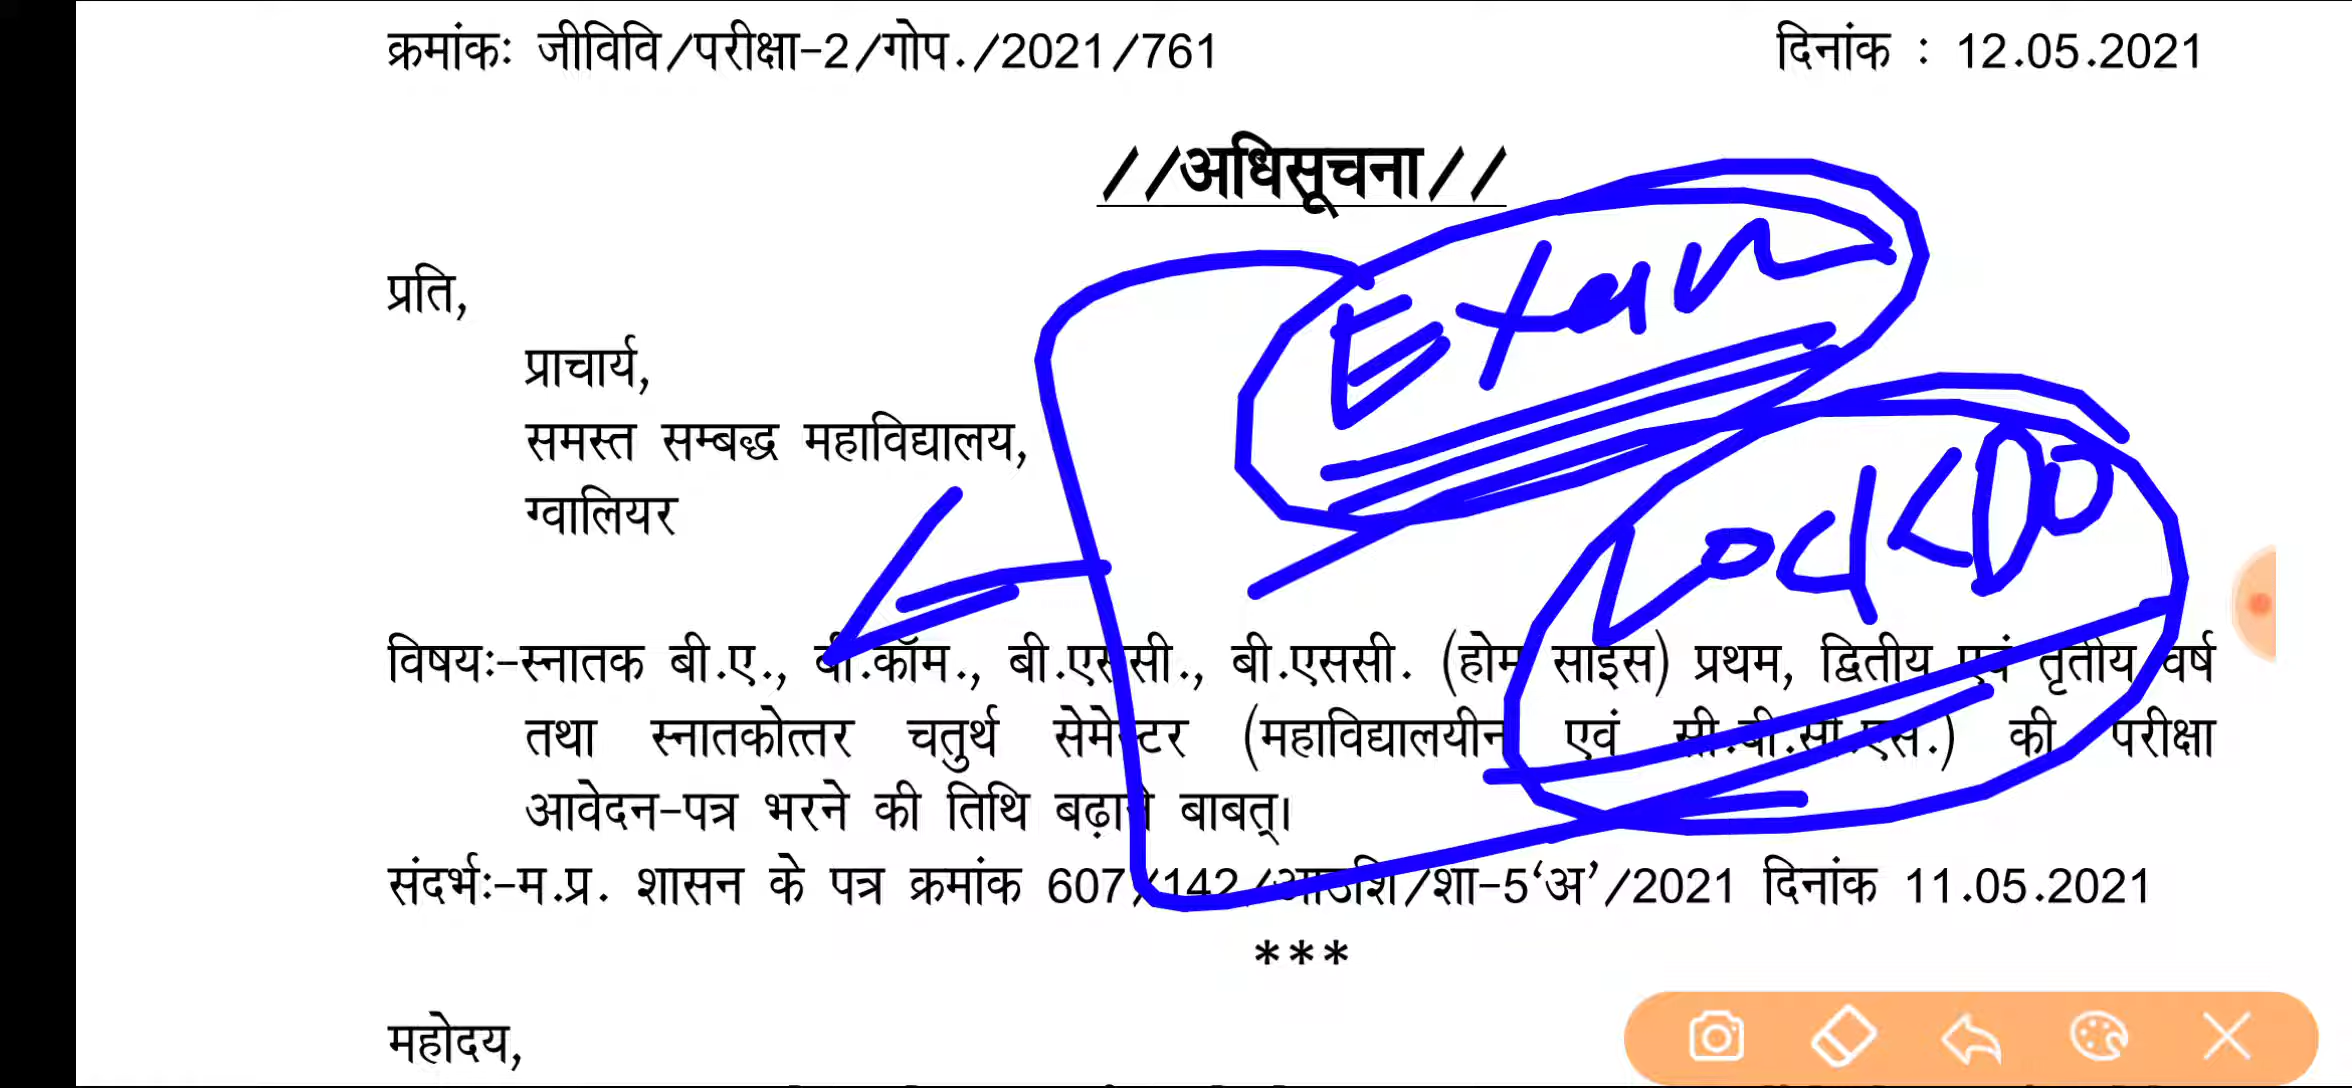 क्रमांकः जीविवि/परीक्षा-2/गोप./2021/761 दिनांक : 12.05.2021
//अधिसूचना//
Exam
प्रति,
प्राचार्य,
समस्त सम्बद्ध महाविद्यालय,
ग्वालियर
LockDo
विषयः-स्नातक बी.ए., बी.कॉम., बी.एससी., बी.एससी. (होम साइंस) प्रथम, द्वितीय एवं तृतीय वर्ष
तथा स्नातकोत्तर चतुर्थ सेमेस्टर (महाविद्यालयीन एवं सी.बी.सी.एस.) की परीक्षा
आवेदन-पत्र भरने की तिथि बढ़ाने बाबत्।
संदर्भः-म.प्र. शासन के पत्र क्रमांक 607/142/आउशि/शा-5‘अ’/2021 दिनांक 11.05.2021
***
महोदय,